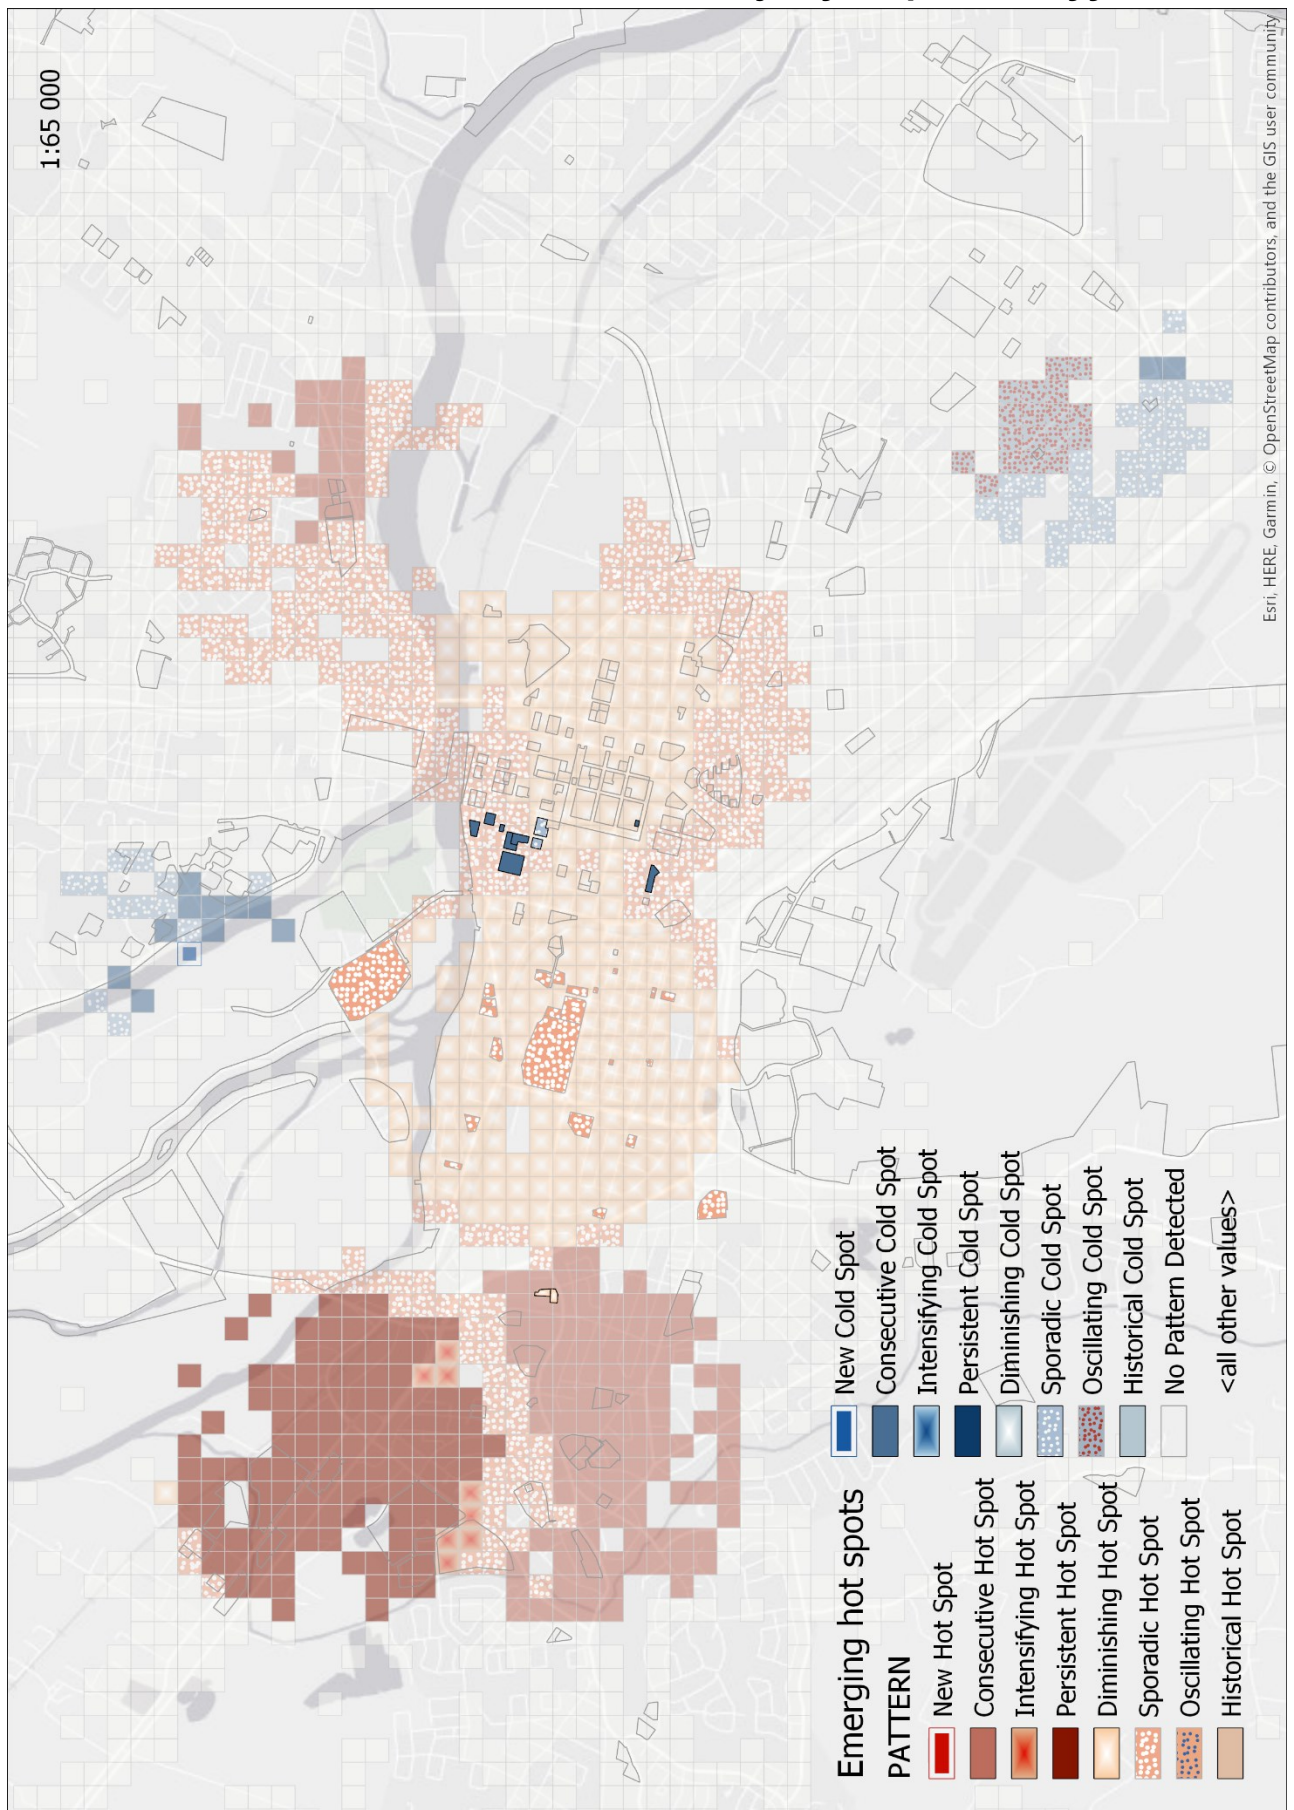 1:65 000
Emerging hot spots
PATTERN
New Hot Spot
Consecutive Hot Spot
Intensifying Hot Spot
Persistent Hot Spot
Diminishing Hot Spot
Sporadic Hot Spot
Oscillating Hot Spot
Historical Hot Spot
New Cold Spot
Consecutive Cold Spot
Intensifying Cold Spot
Persistent Cold Spot
Diminishing Cold Spot
Sporadic Cold Spot
Oscillating Cold Spot
Historical Cold Spot
No Pattern Detected
<all other values>
Esri, HERE, Garmin, © OpenStreetMap contributors, and the GIS user community